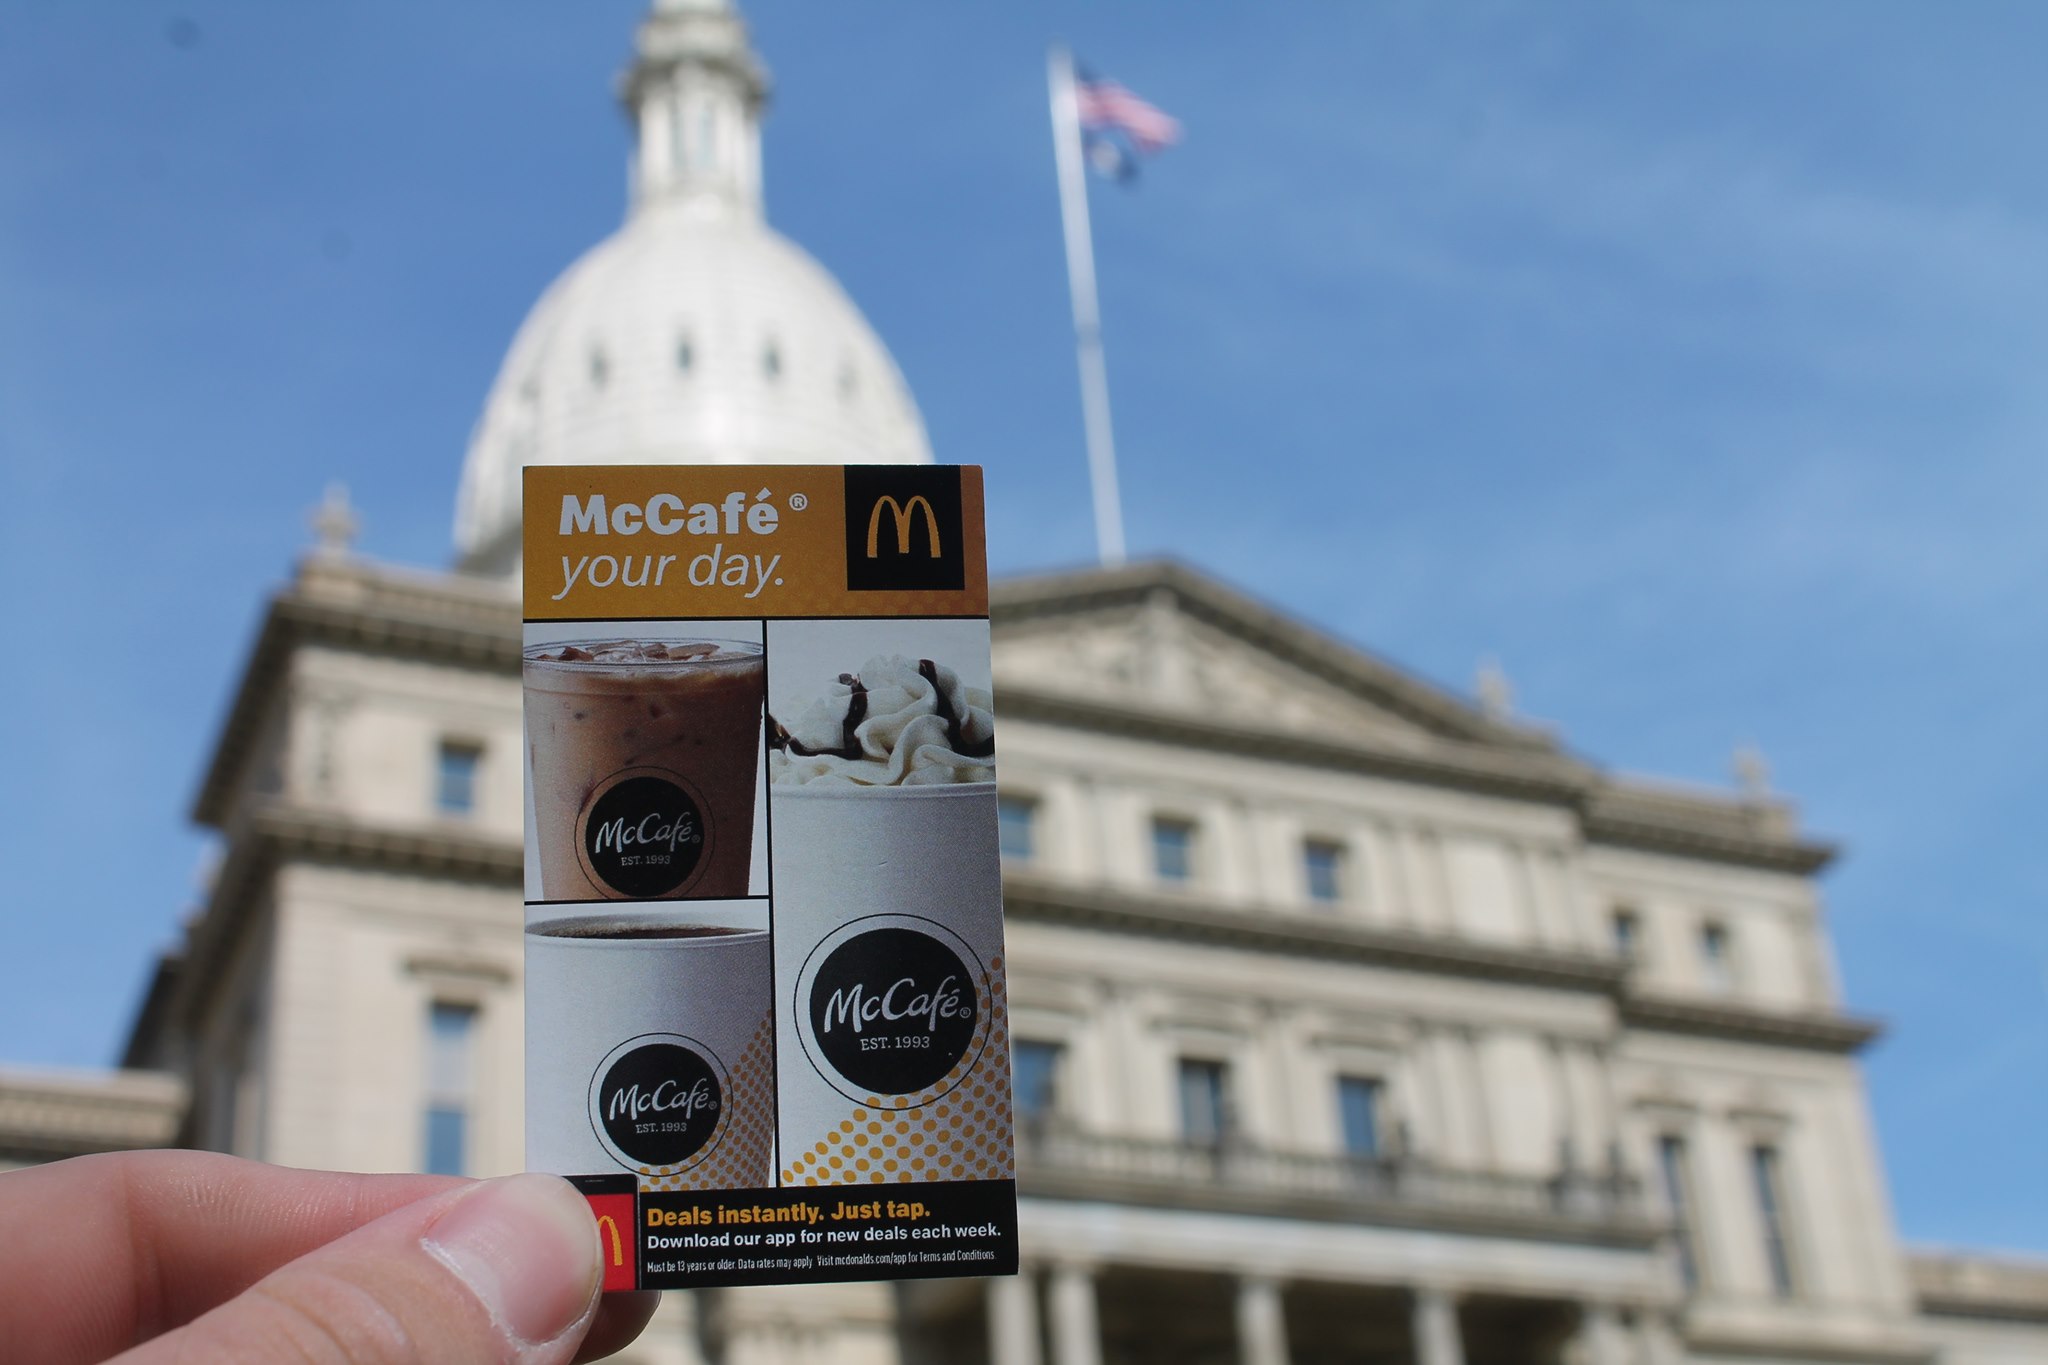 McCafé®
your day.
McCafé®
EST. 1993
McCafé®
EST. 1993
McCafé®
EST. 1993
Deals instantly. Just tap.
Download our app for new deals each week.
Must be 13 years or older. Data rates may apply. Visit mcdonalds.com/app for Terms and Conditions.